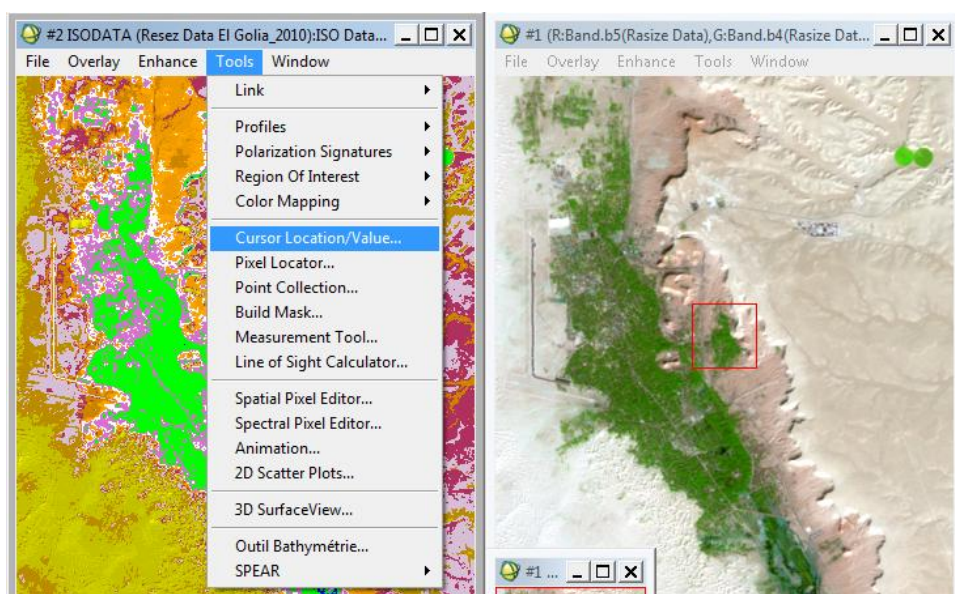 #2 ISODATA (Resez Data El Golia_2010):ISO Data...
File Overlay Enhance Tools Window
Link
Profiles
Polarization Signatures
Region Of Interest
Color Mapping
Cursor Location/Value...
Pixel Locator...
Point Collection...
Build Mask...
Measurement Tool...
Line of Sight Calculator...
Spatial Pixel Editor...
Spectral Pixel Editor...
Animation...
2D Scatter Plots...
3D SurfaceView...
Outil Bathymétrie...
SPEAR
#1 (R:Band.b5(Rasize Data),G:Band.b4(Rasize Dat...
File Overlay Enhance Tools Window
#1 ...